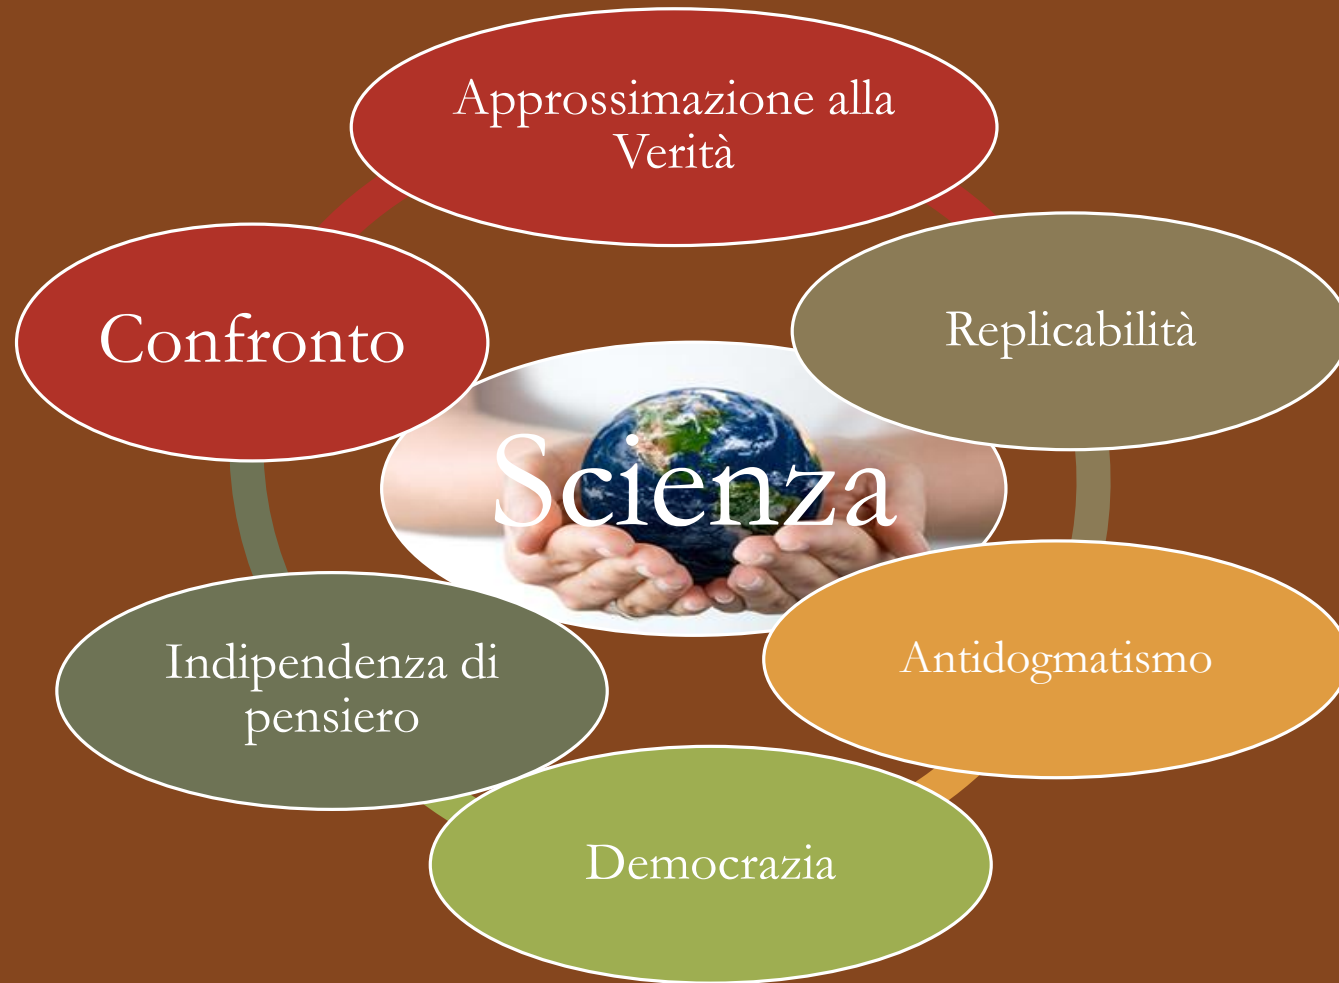 Approssimazione alla
Verità
Confronto
Replicabilità
Scienza
Indipendenza di
pensiero
Antidogmatismo
Democrazia